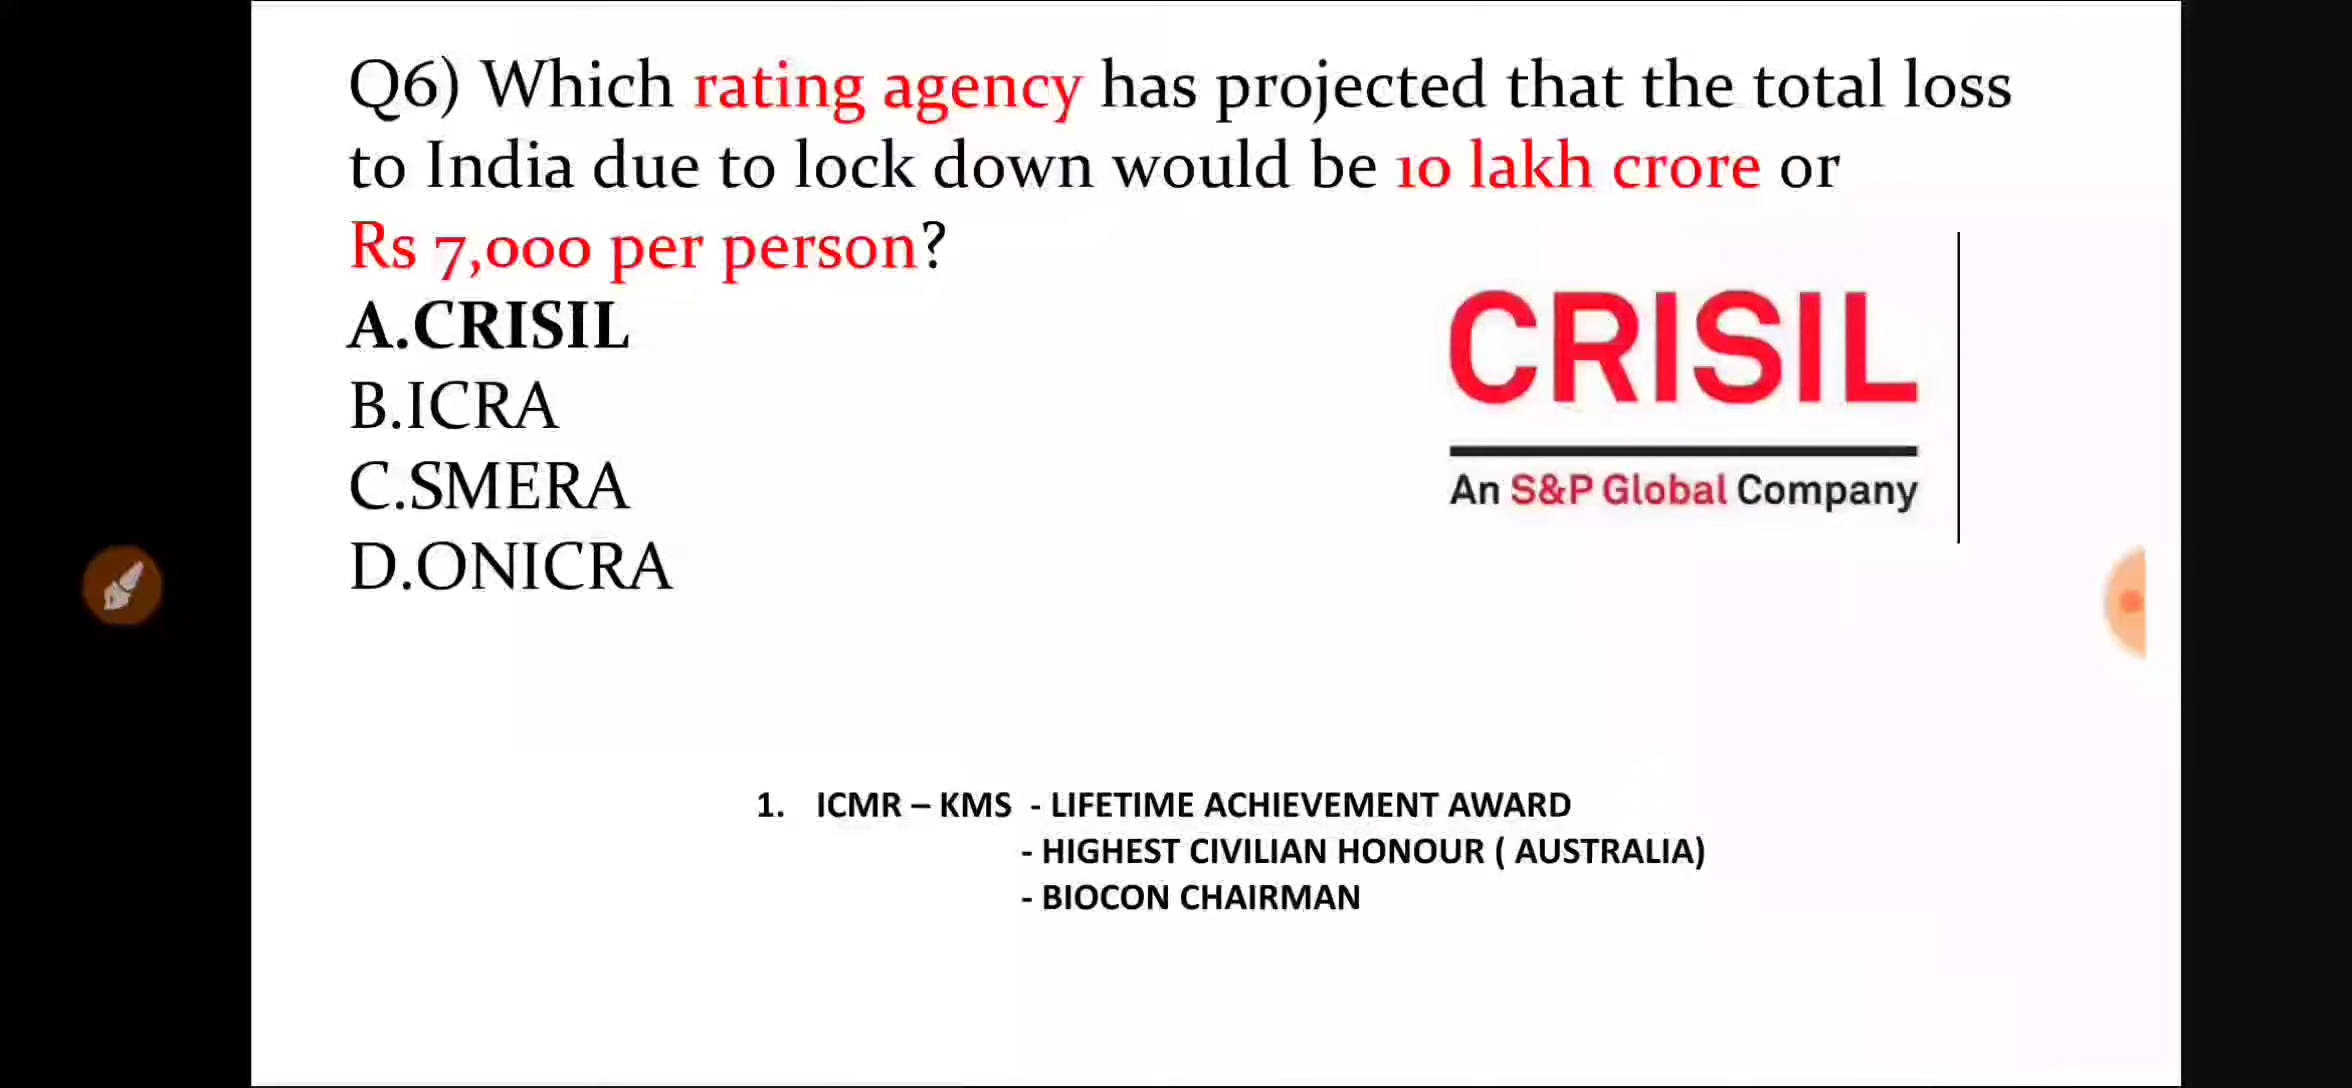 Q6) Which rating agency has projected that the total loss
to India due to lock down would be 10 lakh crore or
Rs 7,000 per person?
A.CRISIL
B.ICRA
C.SMERA
D.ONICRA
CRISIL
An S&P Global Company
1. ICMR – KMS - LIFETIME ACHIEVEMENT AWARD
- HIGHEST CIVILIAN HONOUR ( AUSTRALIA)
- BIOCON CHAIRMAN